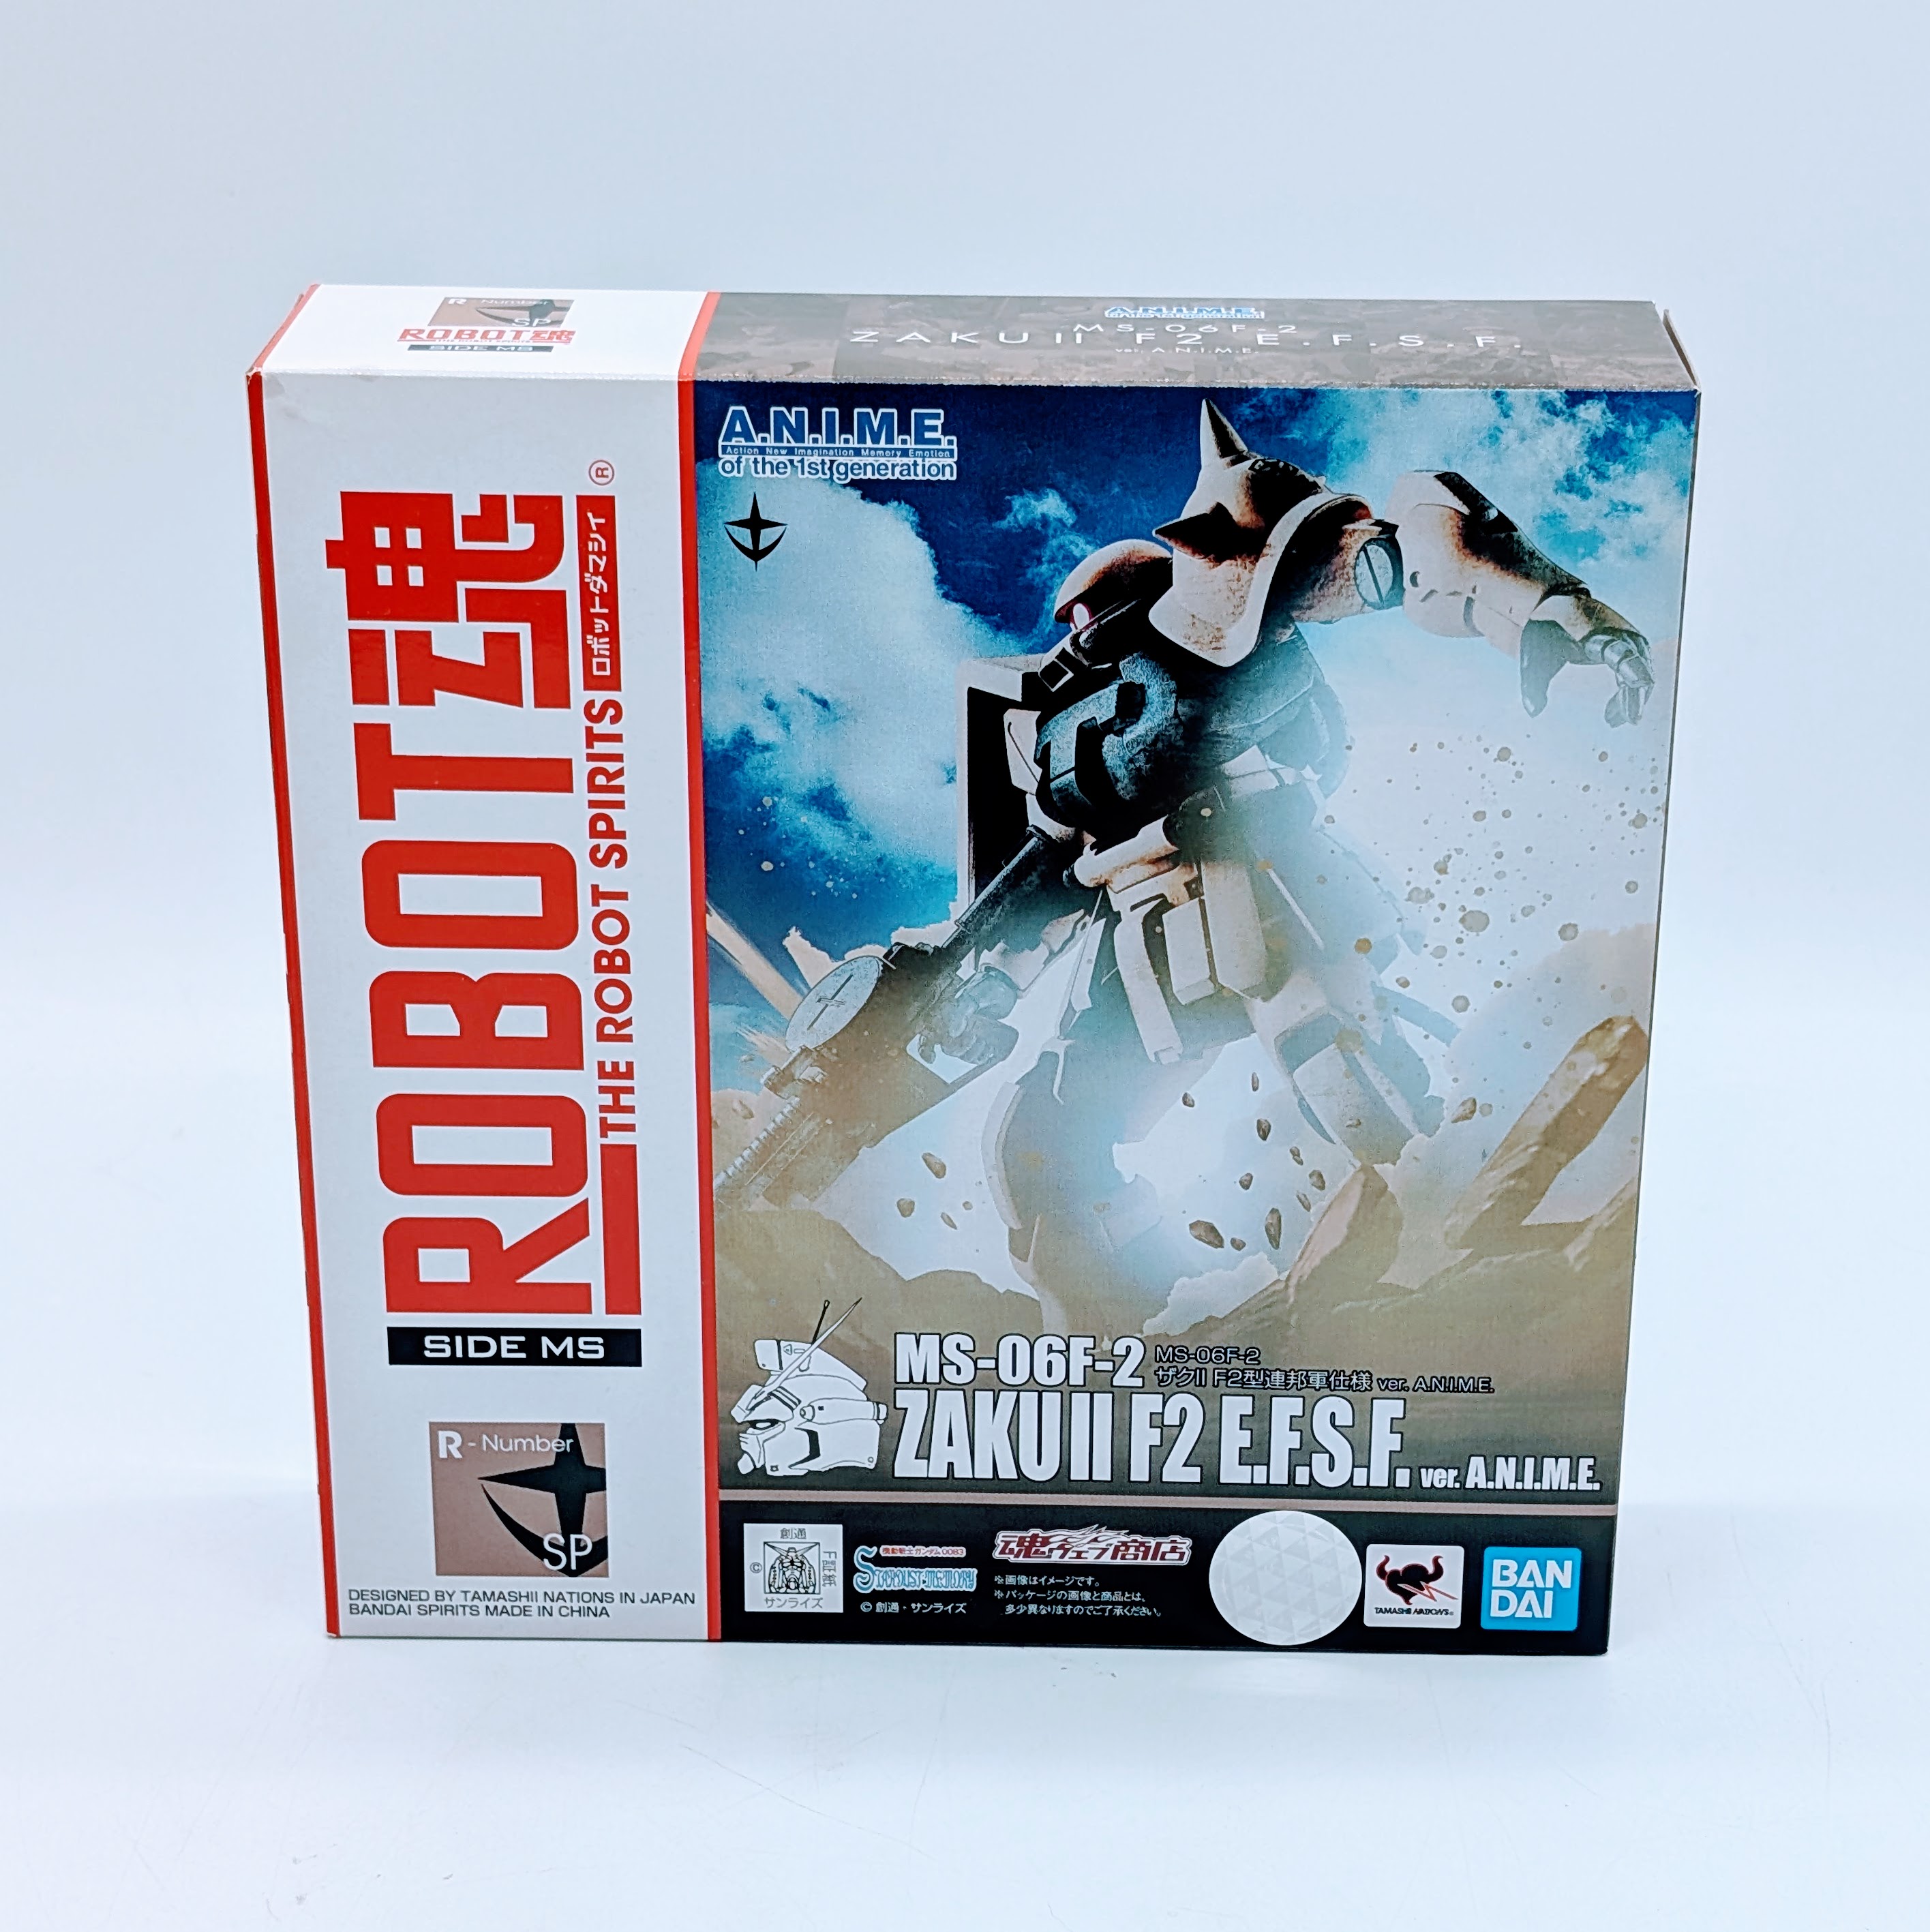 R - Number
SP
ROBOT魂
SIDE MS
A.N.I.M.E.
MS-06F-2
ZAKU II F2 E.F.S.F.
ver. A.N.I.M.E.
ROBOT魂®
THE ROBOT SPIRITS ロボットダマシイ
SIDE MS
R - Number
SP
DESIGNED BY TAMASHII NATIONS IN JAPAN
BANDAI SPIRITS MADE IN CHINA
A.N.I.M.E.
Action New Imagination Memory Emotion
of the 1st generation
MS-06F-2
MS-06F-2
ザクII F2型連邦軍仕様 ver. A.N.I.M.E.
ZAKU II F2 E.F.S.F. ver. A.N.I.M.E.
創通
© F証紙
サンライズ
機動戦士ガンダム0083
STARDUST MEMORY
© 創通・サンライズ
魂ウェブ商店
※画像はイメージです。
※パッケージの画像と商品とは、
多少異なりますのでご了承ください。
TAMASHII NATIONS®
BAN
DAI